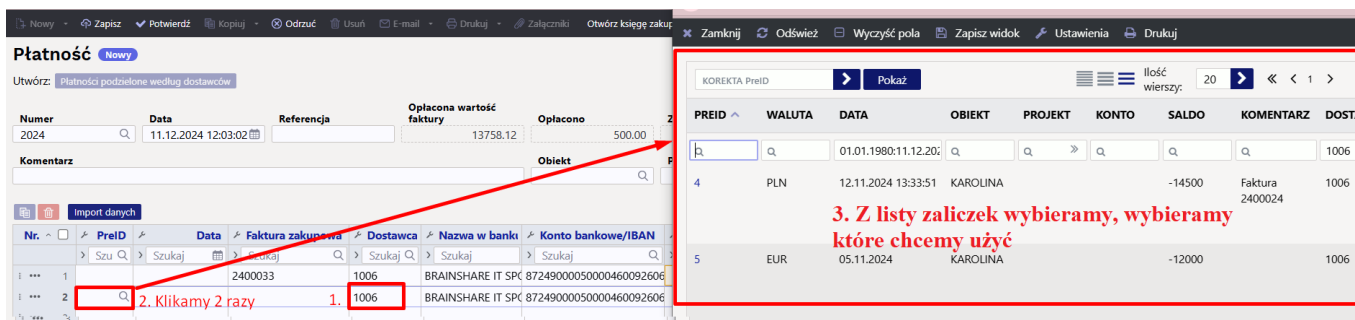 Nowy Zapisz Potwierdź Kopiuj Odrzuć Usuń E-mail Drukuj Załączniki Otwórz księgę zakup
Płatność Nowy
Utwórz: Płatności podzielone według dostawców
Numer Data Referencja Opłacona wartość faktury Opłacono Z
2024 11.12.2024 12:03:02 13758.12 500.00
Komentarz Obiekt P
Import danych
Nr. PreID Data Faktura zakupowa Dostawca Nazwa w banku Konto bankowe/IBAN
Szu Szukaj Szukaj Szukaj Szukaj Szukaj
1 2400033 1006 BRAINSHARE IT SPO 87249000050000460092606
2 2. Klikamy 2 razy 1. 1006 BRAINSHARE IT SPO 87249000050000460092606
Zamknij Odśwież Wyczyść pola Zapisz widok Ustawienia Drukuj
KOREKTA PreID Pokaż Ilość wierszy: 20 1
PREID WALUTA DATA OBIEKT PROJEKT KONTO SALDO KOMENTARZ DOSTA
01.01.1980:11.12.202 1006
4 PLN 12.11.2024 13:33:51 KAROLINA -14500 Faktura 2400024 1006
3. Z listy zaliczek wybieramy, wybieramy
które chcemy użyć
5 EUR 05.11.2024 KAROLINA -12000 1006